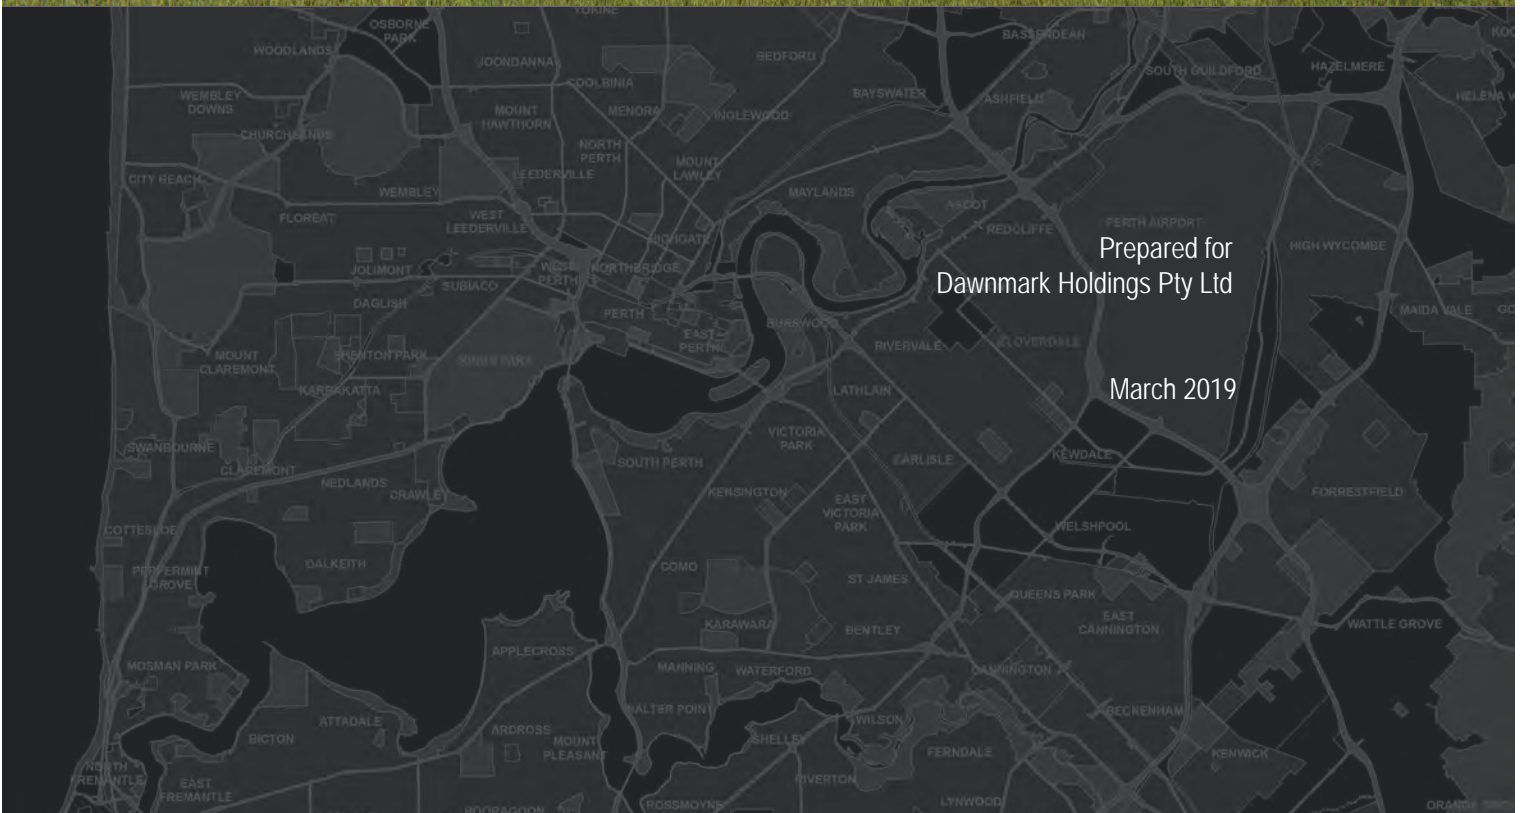 YOKINE
OSBORNE
PARK
BASSENDEAN
WOODLANDS
BEDFORD
JOONDANNA
HAZELMERE
SOUTH GUILDFORD
COOLBINIA
BAYSWATER
WEMBLEY
DOWNS
ASHFIELD
MOUNT
HAWTHORN
MENORA
INGLEWOOD
CHURCHLANDS
NORTH
PERTH
MOUNT
LAWLEY
LEEDERVILLE
CITY BEACH
WEMBLEY
MAYLANDS
ASCOT
FLOREAT
WEST
LEEDERVILLE
REDCLIFFE
PERTH AIRPORT
HIGHGATE
HIGH WYCOMBE
Prepared for
Dawnmark Holdings Pty Ltd
JOLIMONT
WEST
PERTH
NORTHBRIDGE
SUBIACO
DAGLISH
PERTH
MAIDA VALE
BURSWOOD
EAST
PERTH
RIVERVALE
CLOVERDALE
MOUNT
CLAREMONT
SHENTON PARK
KINGS PARK
KARRAKATTA
LATHLAIN
March 2019
VICTORIA
PARK
SWANBOURNE
CLAREMONT
SOUTH PERTH
CARLISLE
KEWDALE
NEDLANDS
CRAWLE
KENSINGTON
EAST
VICTORIA
PARK
FORRESTFIELD
COTTESLOE
WELSHPOOL
PEPPERMINT
GROVE
DALKEITH
COMO
ST JAMES
QUEENS PARK
EAST
CANNINGTON
KARAWARA
BENTLEY
WATTLE GROVE
APPLECROSS
MOSMAN PARK
MANNING
WATERFORD
CANNINGTON
SALTER POINT
BECKENHAM
ATTADALE
WILSON
ARDROSS
BICTON
MOUNT
PLEASANT
SHELLEY
FERNDALE
KENWICK
NORTH
FREMANTLE
EAST
FREMANTLE
RIVERTON
LYNWOOD
ROSSMOYNE
BOORAGOON